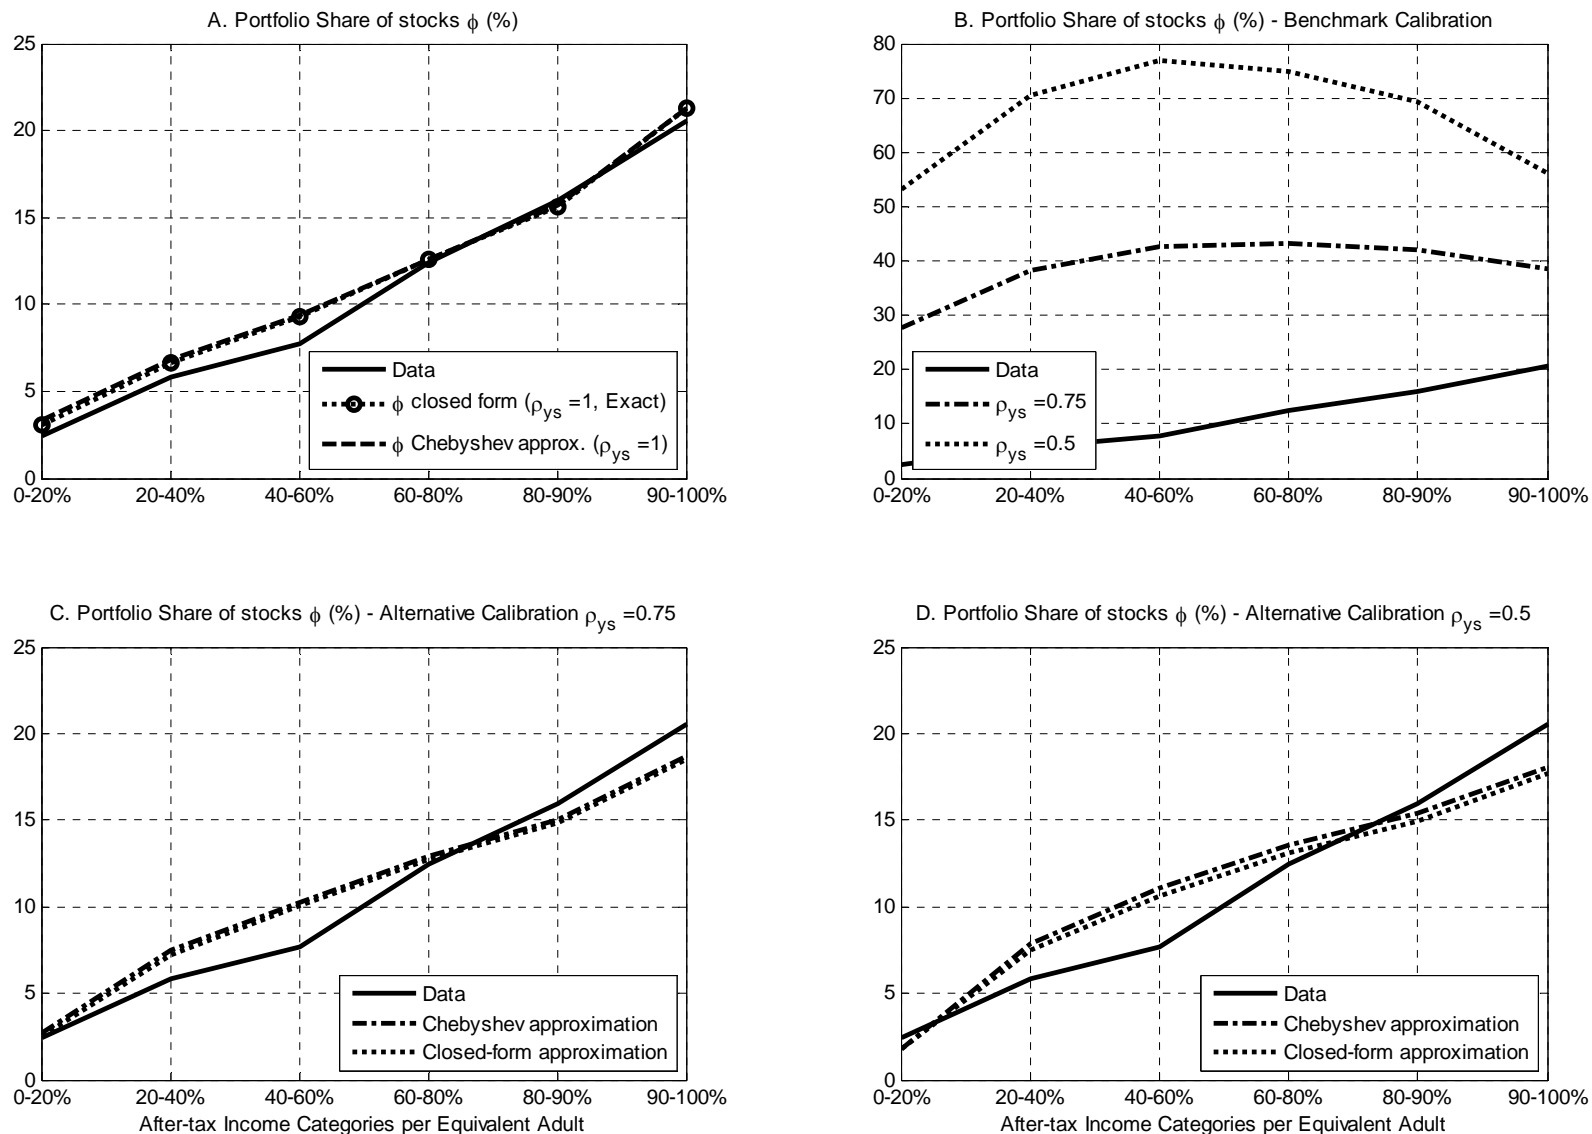 A. Portfolio Share of stocks ϕ (%)
25
20
15
10
5
0
0-20% 20-40% 40-60% 60-80% 80-90% 90-100%
Data
ϕ closed form (ρys =1, Exact)
ϕ Chebyshev approx. (ρys =1)
B. Portfolio Share of stocks ϕ (%) - Benchmark Calibration
80
70
60
50
40
30
20
10
0
0-20% 20-40% 40-60% 60-80% 80-90% 90-100%
Data
ρys =0.75
ρys =0.5
C. Portfolio Share of stocks ϕ (%) - Alternative Calibration ρys =0.75
25
20
15
10
5
0
0-20% 20-40% 40-60% 60-80% 80-90% 90-100%
Data
Chebyshev approximation
Closed-form approximation
After-tax Income Categories per Equivalent Adult
D. Portfolio Share of stocks ϕ (%) - Alternative Calibration ρys =0.5
25
20
15
10
5
0
0-20% 20-40% 40-60% 60-80% 80-90% 90-100%
Data
Chebyshev approximation
Closed-form approximation
After-tax Income Categories per Equivalent Adult